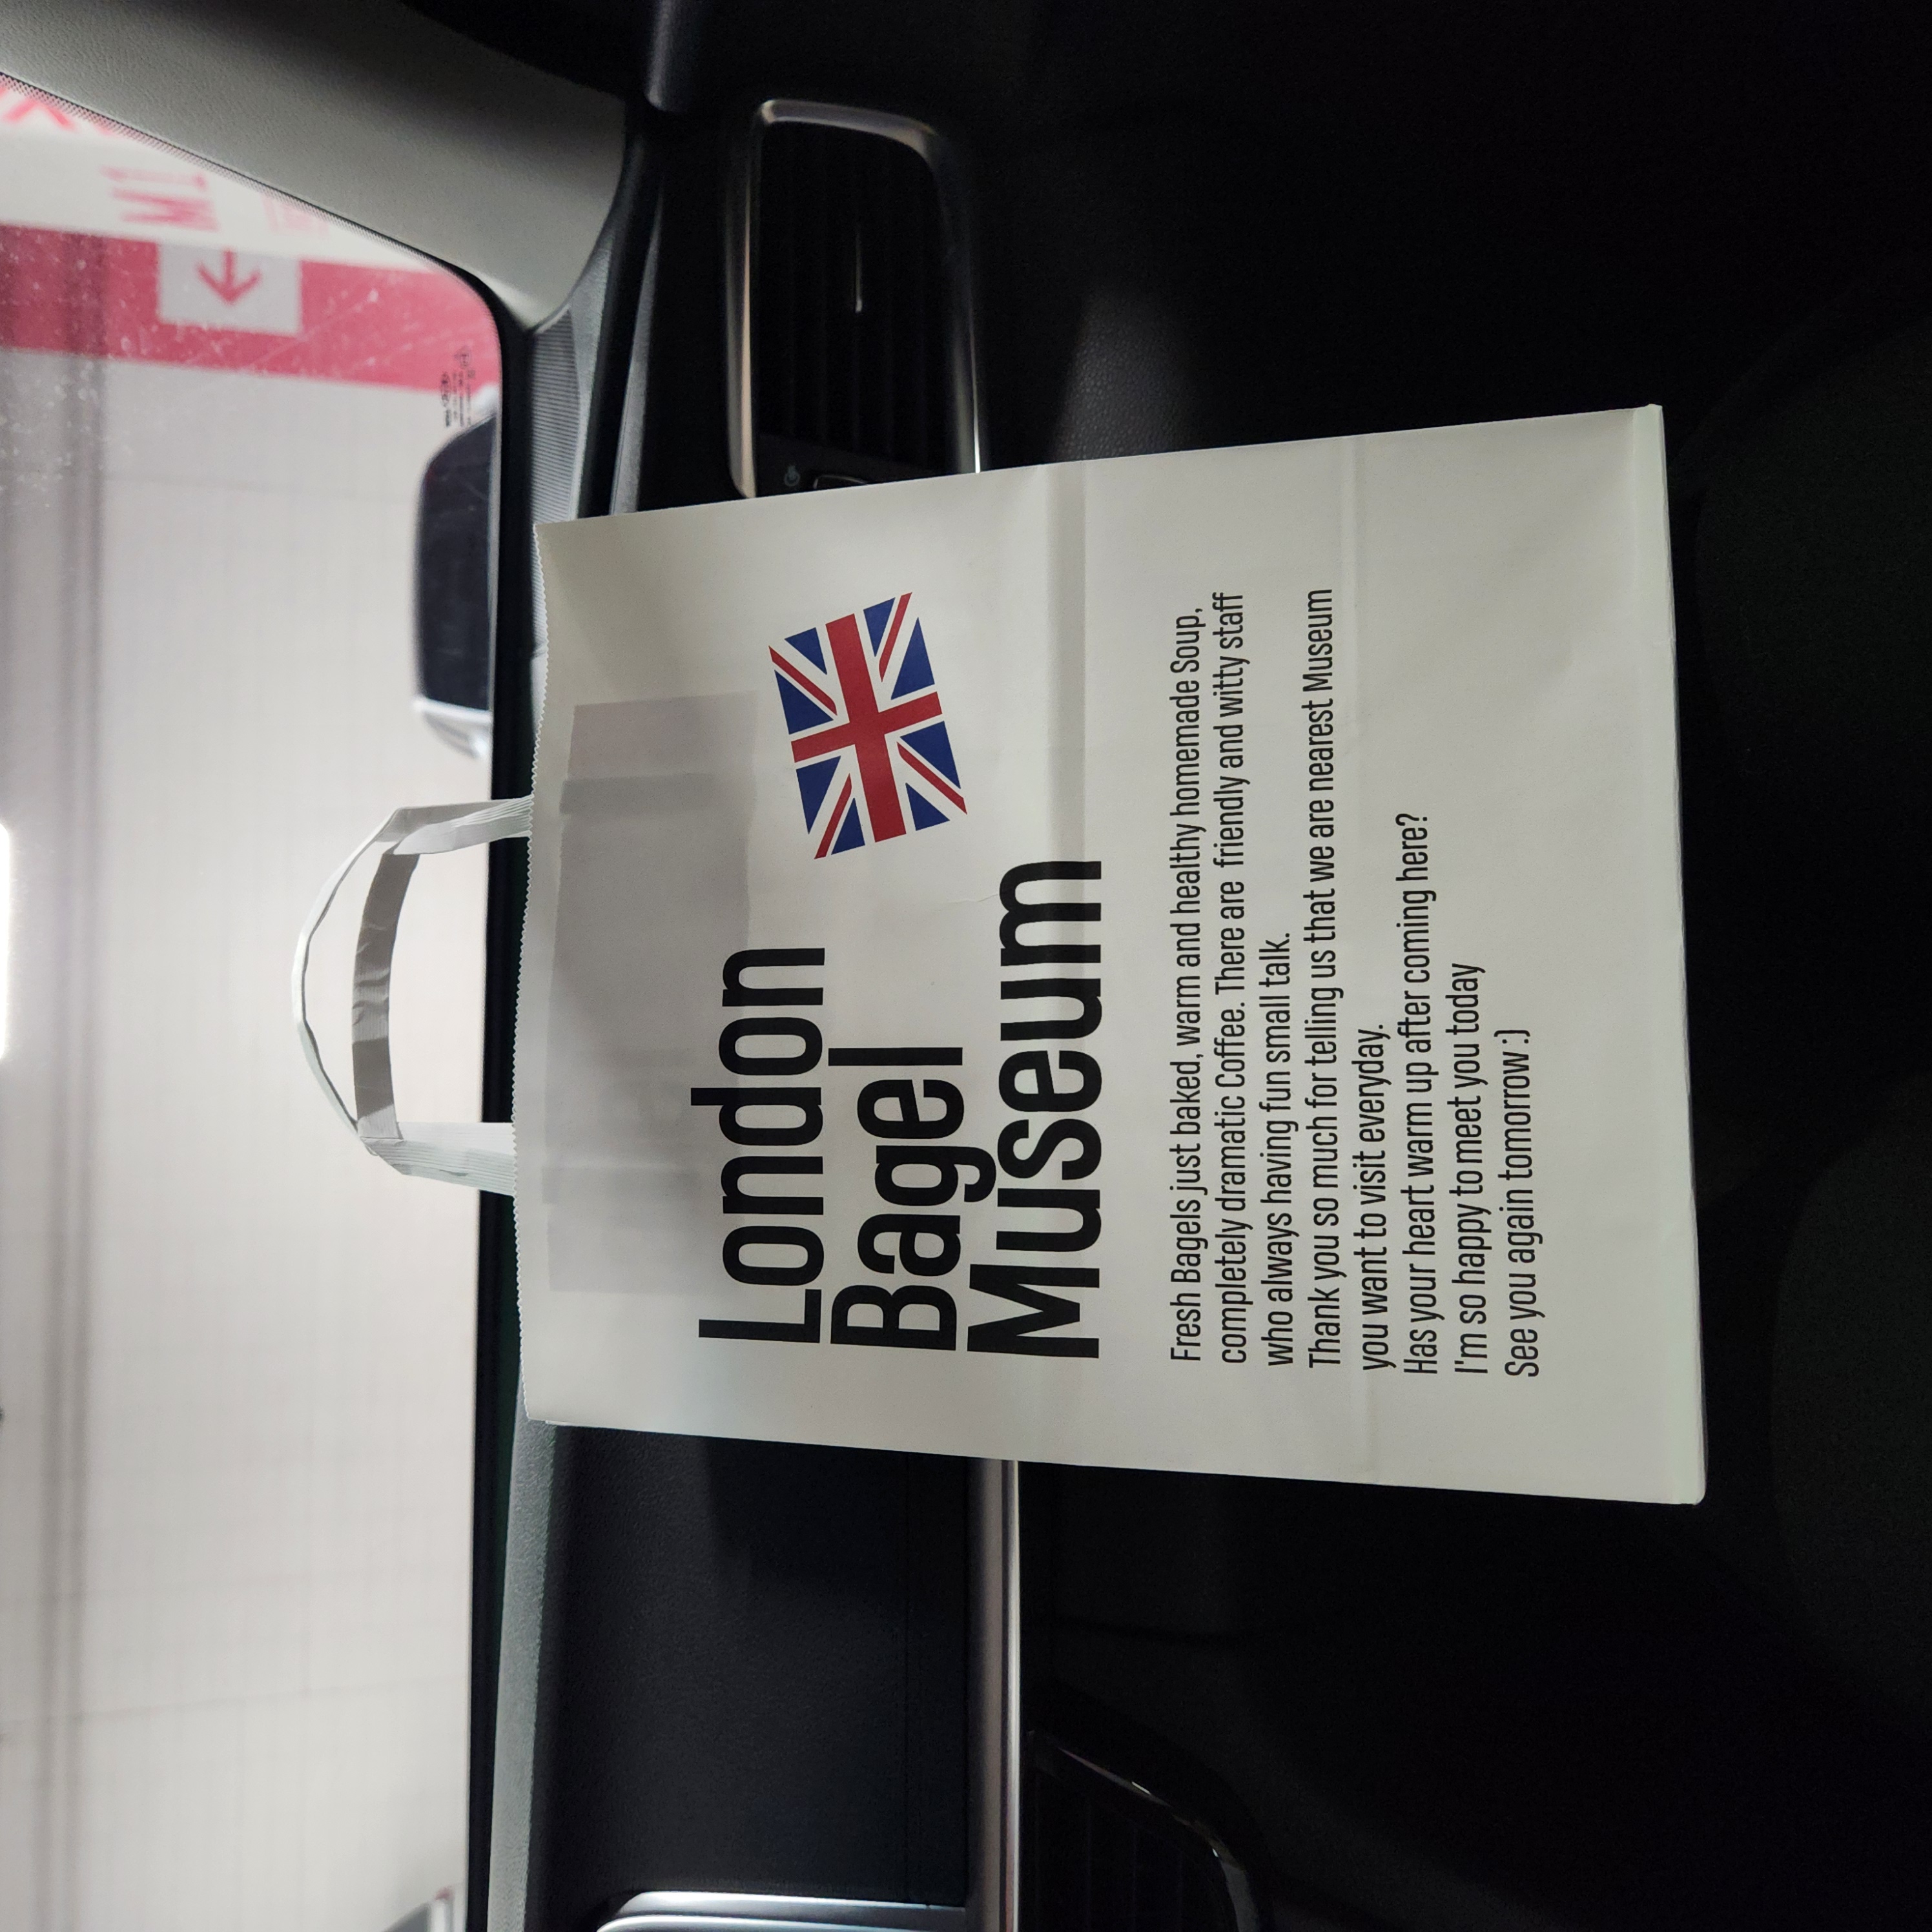 London
Bagel
Museum
Fresh Bagels just baked, warm and healthy homemade Soup,
completely dramatic Coffee. There are friendly and witty staff
who always having fun small talk.
Thank you so much for telling us that we are nearest Museum
you want to visit everyday.
Has your heart warm up after coming here?
I'm so happy to meet you today
See you again tomorrow :)